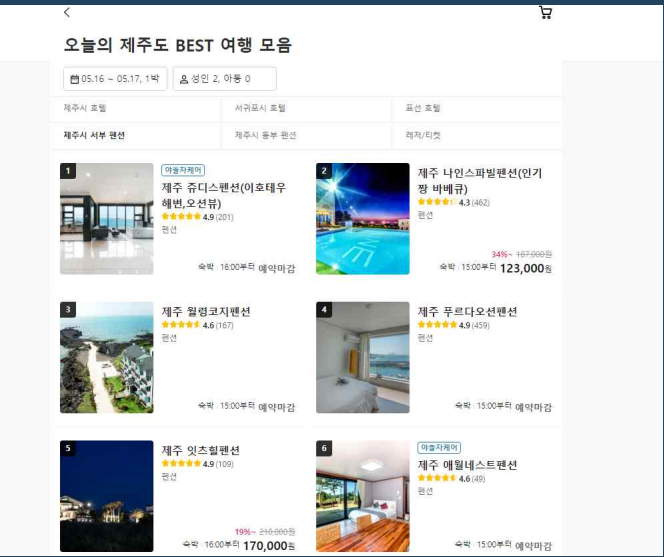 오늘의 제주도 BEST 여행 모음
05.16 ~ 05.17, 1박
성인 2, 아동 0
제주시 호텔
서귀포시 호텔
표선 호텔
제주시 서부 펜션
제주시 동부 펜션
레저/티켓
1
야놀자케어
제주 쥬디스펜션(이호테우
해변,오션뷰)
4.9 (201)
펜션
숙박 16:00부터 예약마감
2
제주 나인스파빌펜션(인기
짱 바베큐)
4.3 (462)
펜션
34%~ 187,000원
숙박 15:00부터 123,000원
3
제주 월령코지펜션
4.6 (167)
펜션
숙박 15:00부터 예약마감
4
제주 푸르다오션펜션
4.9 (459)
펜션
숙박 15:00부터 예약마감
5
제주 잇츠힐펜션
4.9 (109)
펜션
19%~ 210,000원
숙박 16:00부터 170,000원
6
야놀자케어
제주 애월네스트펜션
4.6 (49)
펜션
숙박 15:00부터 예약마감